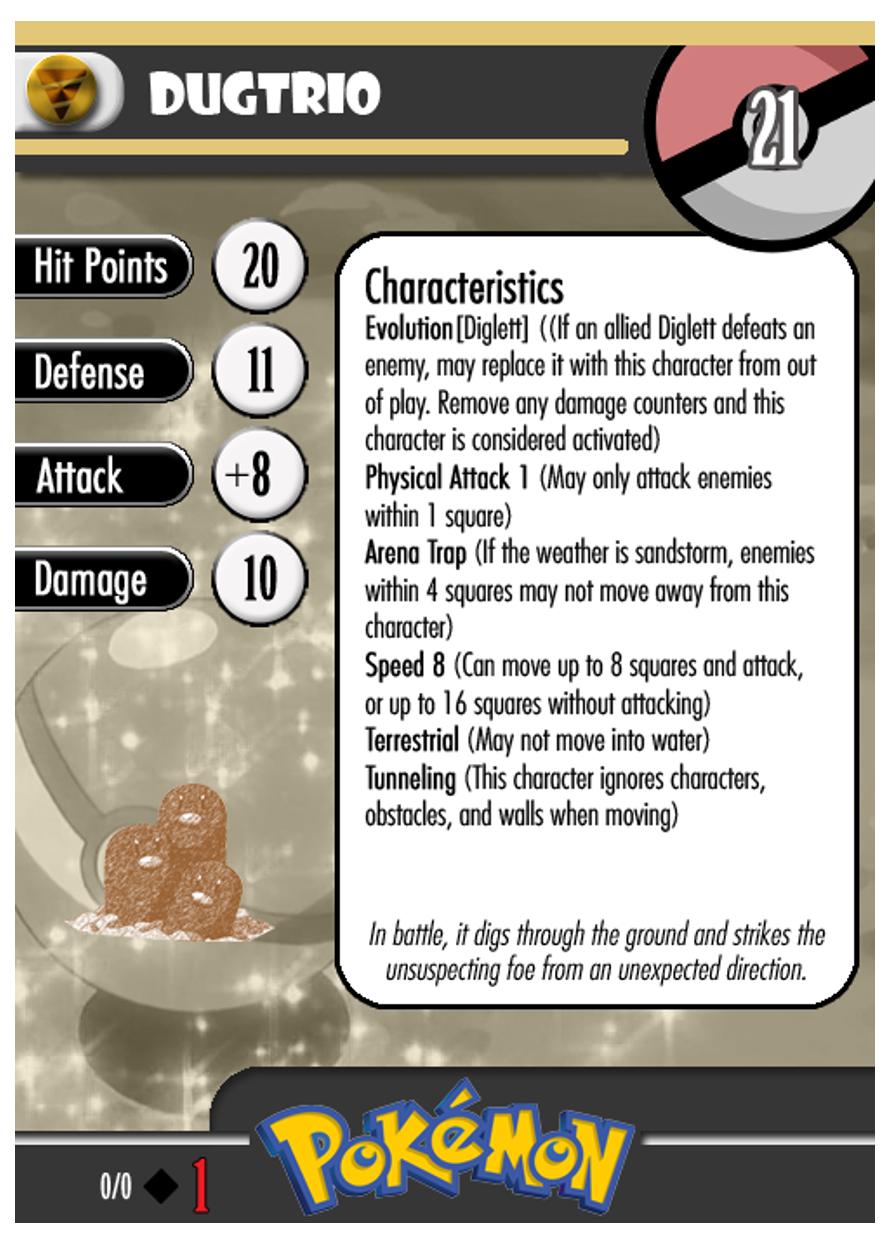 DUGTRIO
21
Hit Points 20
Defense 11
Attack +8
Damage 10
Characteristics
Evolution[Diglett] ((If an allied Diglett defeats an
enemy, may replace it with this character from out
of play. Remove any damage counters and this
character is considered activated)
Physical Attack 1 (May only attack enemies
within 1 square)
Arena Trap (If the weather is sandstorm, enemies
within 4 squares may not move away from this
character)
Speed 8 (Can move up to 8 squares and attack,
or up to 16 squares without attacking)
Terrestrial (May not move into water)
Tunneling (This character ignores characters,
obstacles, and walls when moving)
In battle, it digs through the ground and strikes the
unsuspecting foe from an unexpected direction.
POKéMON
0/0 ◆ 1